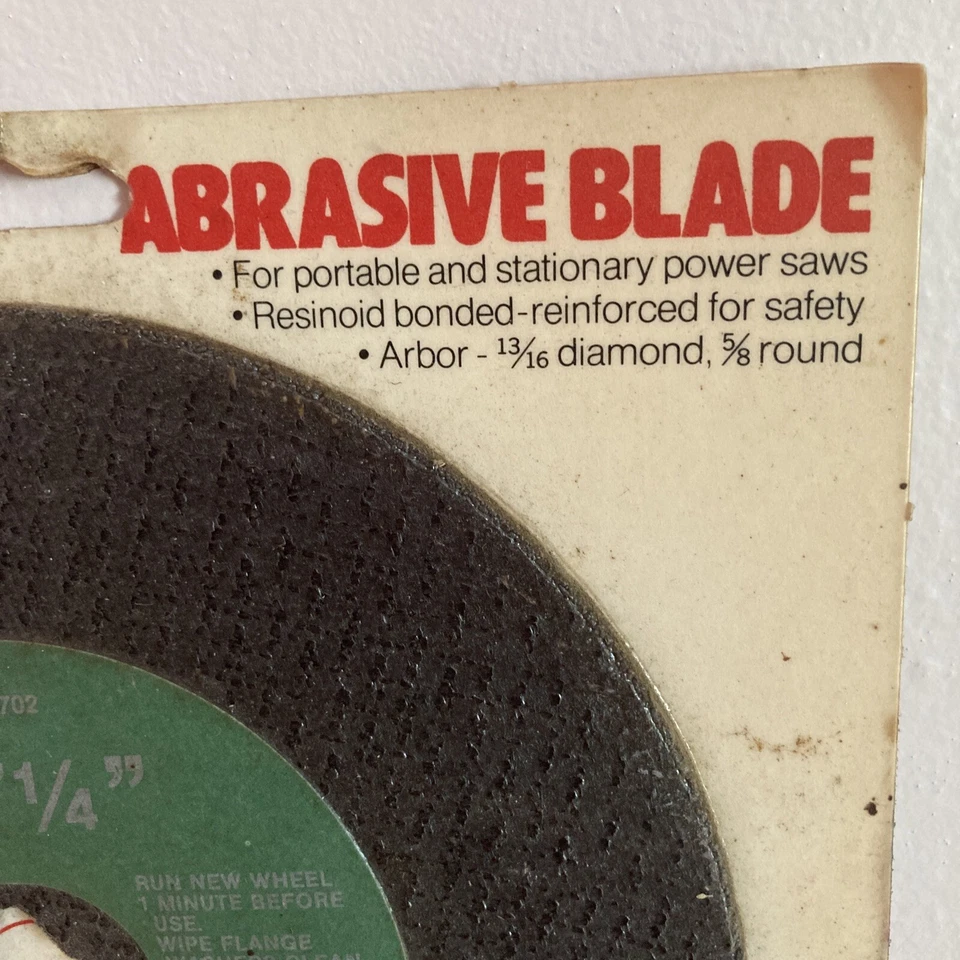 ABRASIVE BLADE
• For portable and stationary power saws
• Resinoid bonded-reinforced for safety
• Arbor - 13/16 diamond, 5/8 round
702
1/4"
RUN NEW WHEEL
1 MINUTE BEFORE
USE.
WIPE FLANGE
CLEAN